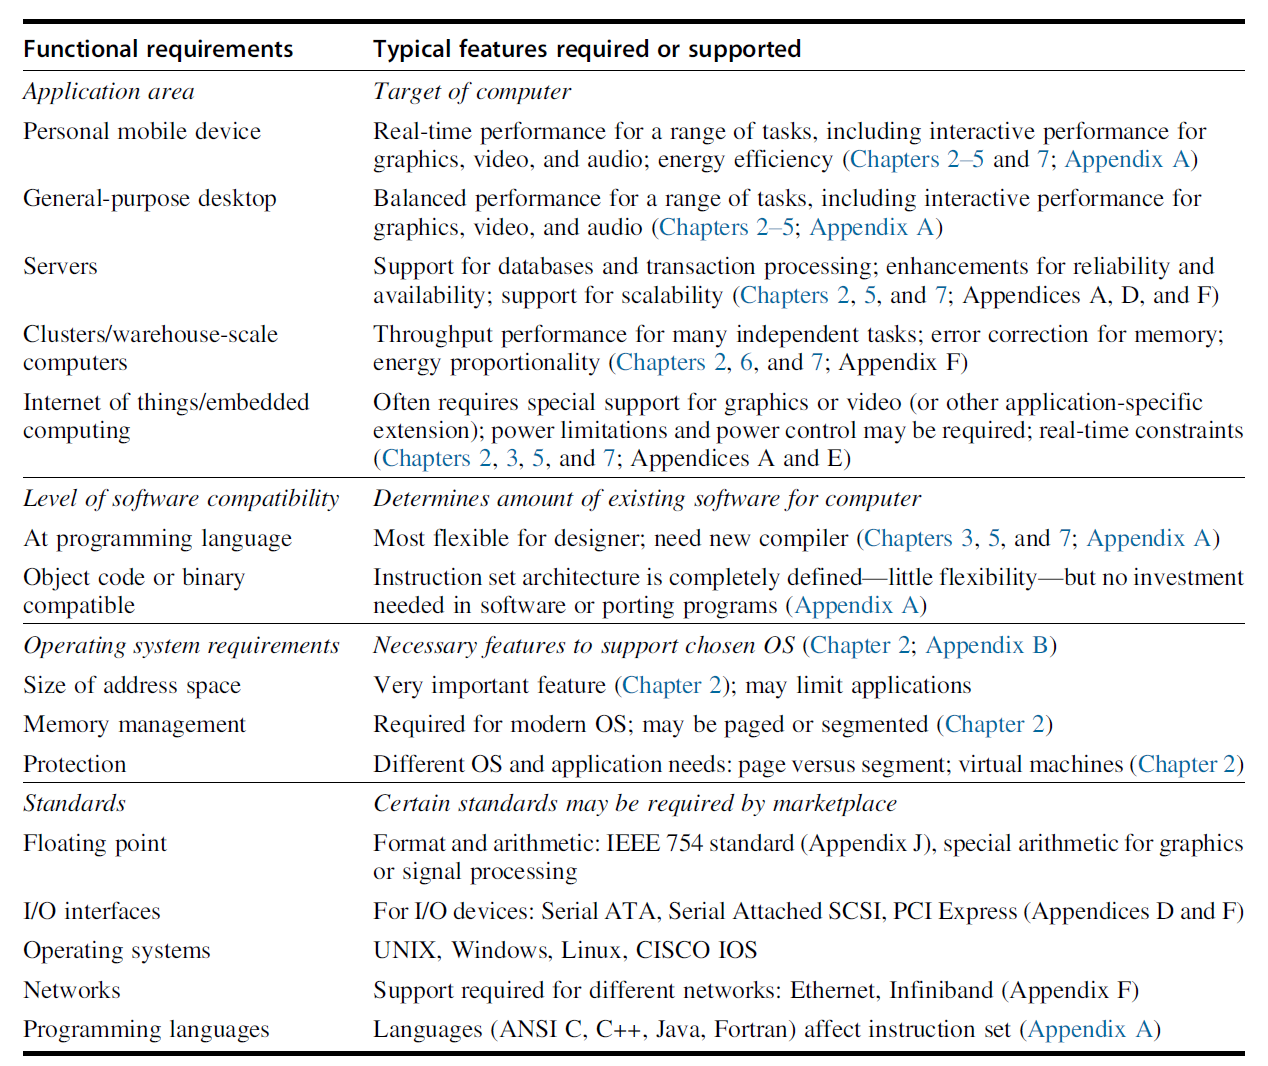 Functional requirements Typical features required or supported
Application area Target of computer
Personal mobile device Real-time performance for a range of tasks, including interactive performance for
graphics, video, and audio; energy efficiency (Chapters 2–5 and 7; Appendix A)
General-purpose desktop Balanced performance for a range of tasks, including interactive performance for
graphics, video, and audio (Chapters 2–5; Appendix A)
Servers Support for databases and transaction processing; enhancements for reliability and
availability; support for scalability (Chapters 2, 5, and 7; Appendices A, D, and F)
Clusters/warehouse-scale Throughput performance for many independent tasks; error correction for memory;
computers energy proportionality (Chapters 2, 6, and 7; Appendix F)
Internet of things/embedded Often requires special support for graphics or video (or other application-specific
computing extension); power limitations and power control may be required; real-time constraints
(Chapters 2, 3, 5, and 7; Appendices A and E)
Level of software compatibility Determines amount of existing software for computer
At programming language Most flexible for designer; need new compiler (Chapters 3, 5, and 7; Appendix A)
Object code or binary Instruction set architecture is completely defined—little flexibility—but no investment
compatible needed in software or porting programs (Appendix A)
Operating system requirements Necessary features to support chosen OS (Chapter 2; Appendix B)
Size of address space Very important feature (Chapter 2); may limit applications
Memory management Required for modern OS; may be paged or segmented (Chapter 2)
Protection Different OS and application needs: page versus segment; virtual machines (Chapter 2)
Standards Certain standards may be required by marketplace
Floating point Format and arithmetic: IEEE 754 standard (Appendix J), special arithmetic for graphics
or signal processing
I/O interfaces For I/O devices: Serial ATA, Serial Attached SCSI, PCI Express (Appendices D and F)
Operating systems UNIX, Windows, Linux, CISCO IOS
Networks Support required for different networks: Ethernet, Infiniband (Appendix F)
Programming languages Languages (ANSI C, C++, Java, Fortran) affect instruction set (Appendix A)